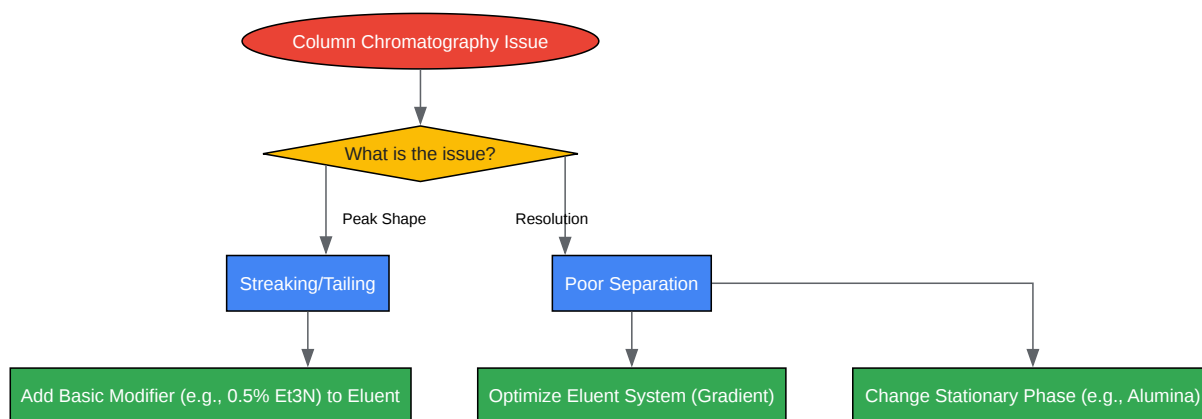 Column Chromatography Issue
What is the issue?
Peak Shape
Resolution
Streaking/Tailing
Poor Separation
Add Basic Modifier (e.g., 0.5% Et3N) to Eluent
Optimize Eluent System (Gradient)
Change Stationary Phase (e.g., Alumina)